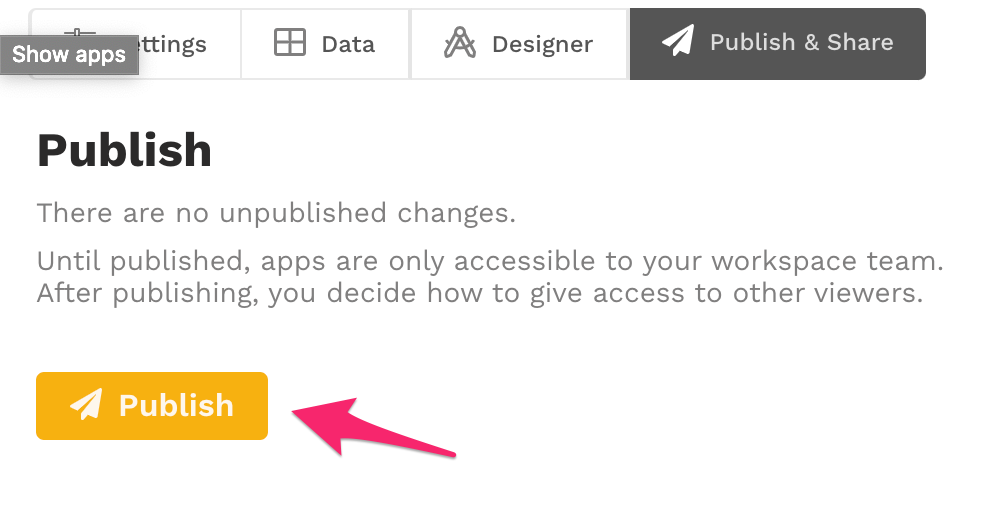 Show apps
ettings
Data
Designer
Publish & Share
Publish
There are no unpublished changes.
Until published, apps are only accessible to your workspace team.
After publishing, you decide how to give access to other viewers.
Publish